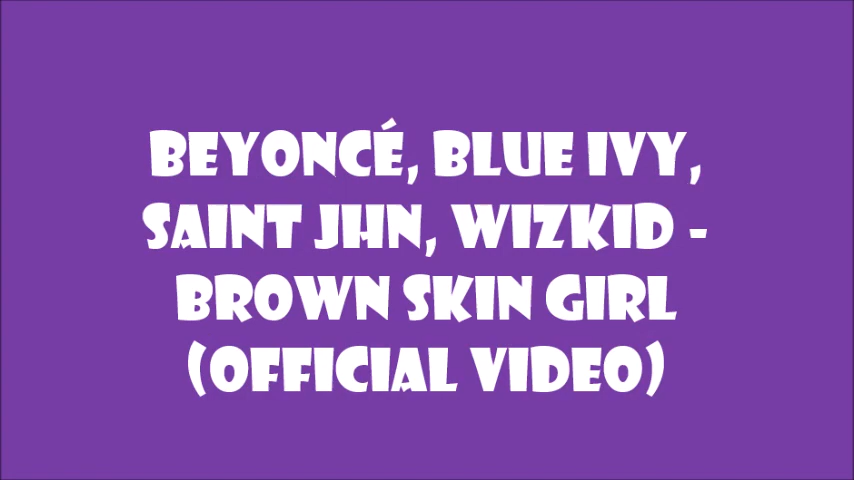 BEYONCÉ, BLUE IVY,
SAINT JHN, WIZKID -
BROWN SKIN GIRL
(OFFICIAL VIDEO)